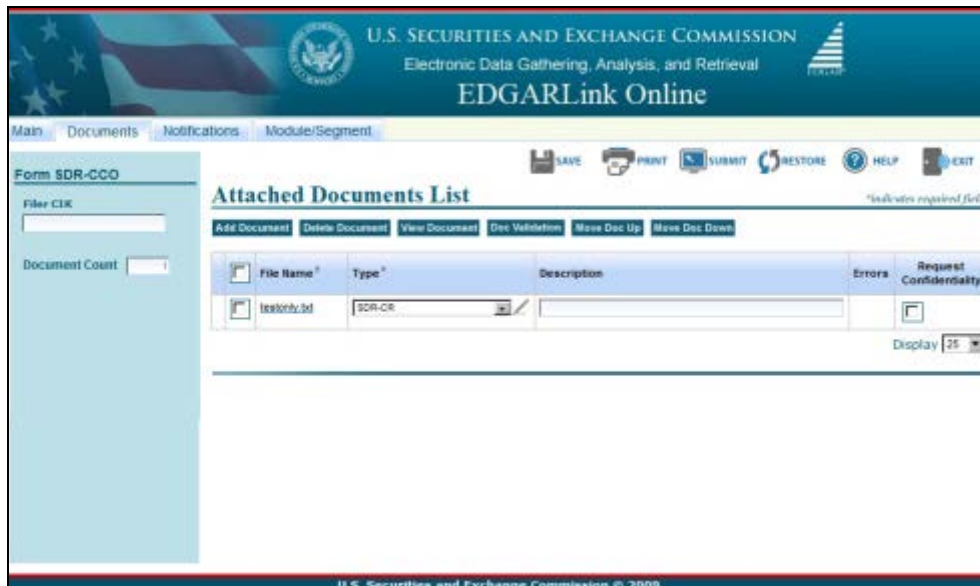 U.S. SECURITIES AND EXCHANGE COMMISSION
Electronic Data Gathering, Analysis, and Retrieval
EDGARLink Online
EDGAR
Main Documents Notifications Module/Segment
SAVE PRINT SUBMIT RESTORE HELP EXIT
Form SDR-CCO
Filer CIK
Document Count 1
Attached Documents List
*indicates required field
Add Document Delete Document View Document Doc Validation Move Doc Up Move Doc Down
File Name* Type* Description Errors Request Confidentiality
testonly.txt SDR-CR
Display 25
U.S. Securities and Exchange Commission © 2009